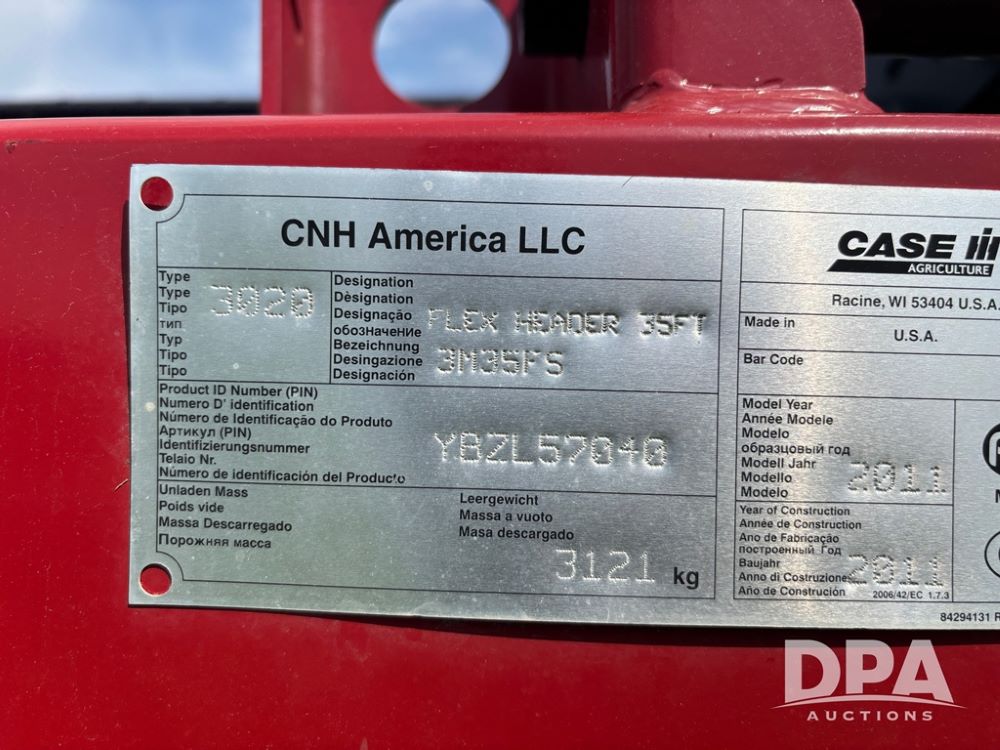 CNH America LLC
Type
Type
Tipo
тип
Typ
Tipo
Tipo
3020
Designation
Dèsignation
Designação
обозначение
Bezeichnung
Desingazione
Designación
FLEX HEADER 35FT
3M35FS
Product ID Number (PIN)
Numero D' identification
Número de Identificação do Produto
Артикул (PIN)
Identifizierungsnummer
Telaio Nr.
Número de identificación del Producto
YBZL57040
Unladen Mass
Poids vide
Massa Descarregado
Порожняя масса
Leergewicht
Massa a vuoto
Masa descargado
3121 kg
CASE IH
AGRICULTURE
Racine, WI 53404 U.S.A.
Made in
U.S.A.
Bar Code
Model Year
Année Modele
Modelo
образцовый год
Modell Jahr
Modello
Modelo
2011
Year of Construction
Année de Construction
Ano de Fabricação
построенный Год
Baujahr
Anno di Costruzione
Año de Construción
2011
2006/42/EC 1.7.3
84294131 R
DPA
AUCTIONS